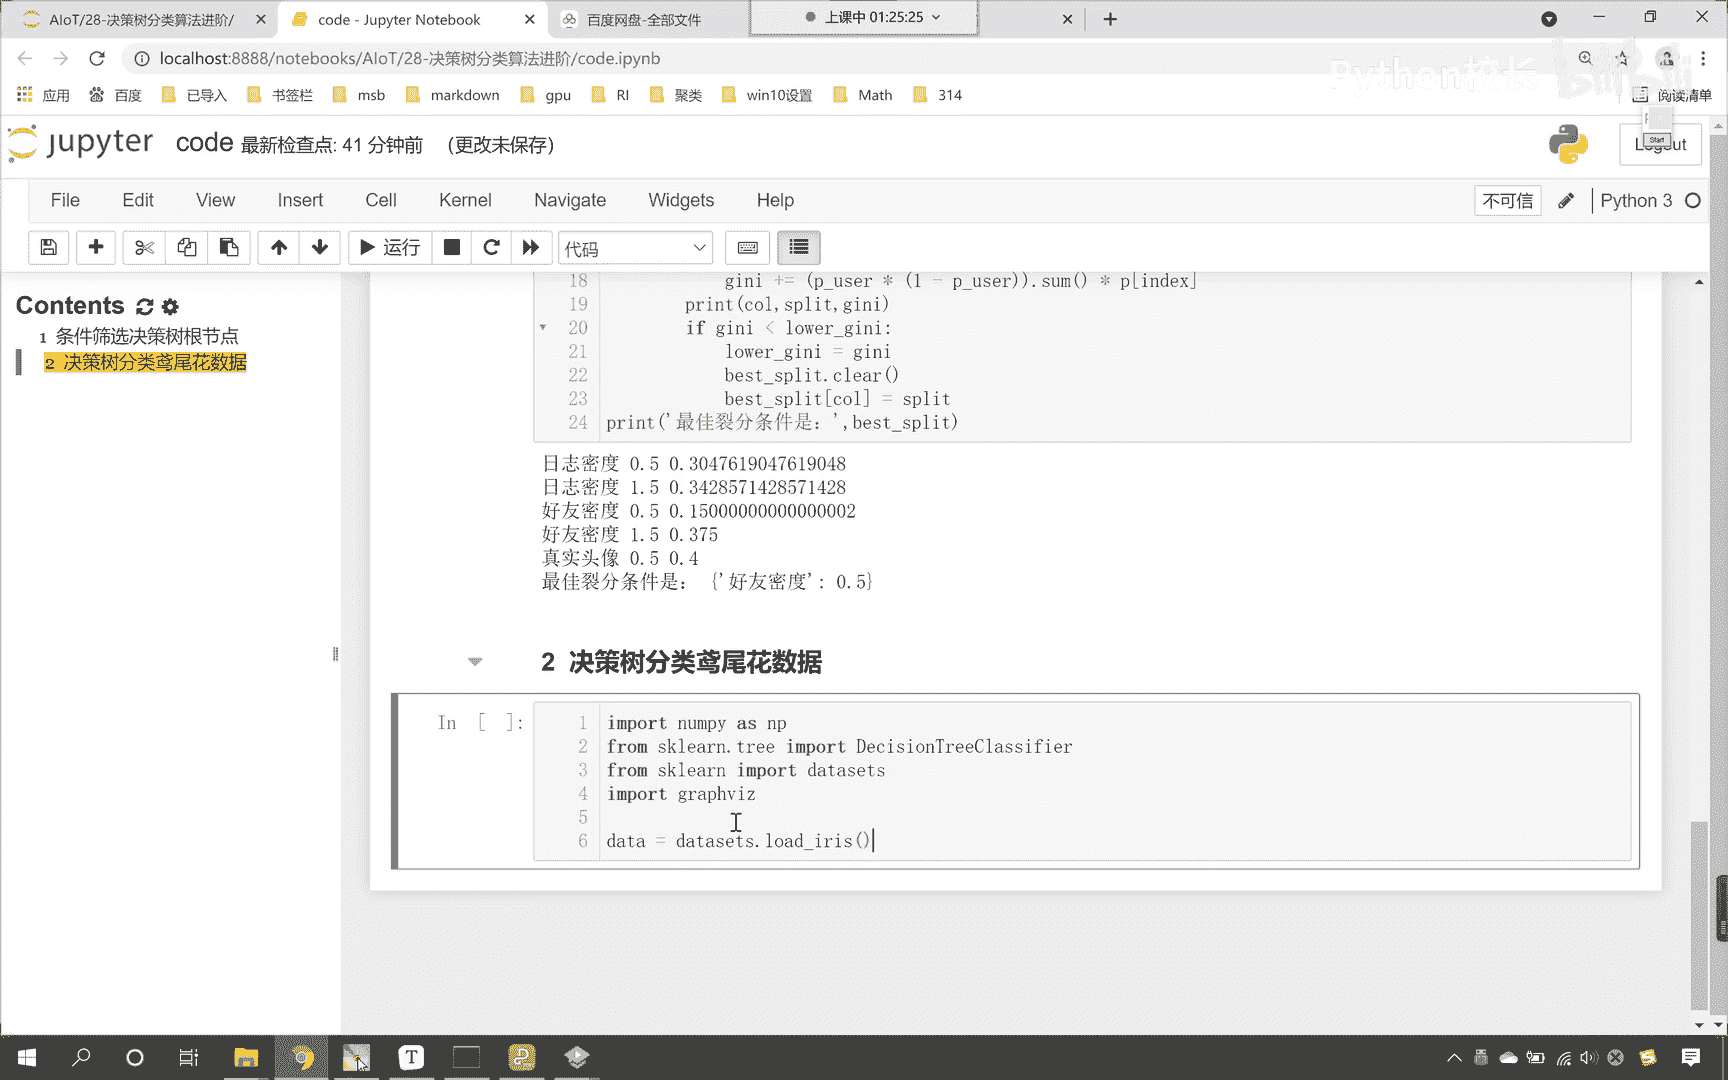 AIoT/28-决策树分类算法进阶/
code - Jupyter Notebook
百度网盘-全部文件
上课中 01:25:25
localhost:8888/notebooks/AIoT/28-决策树分类算法进阶/code.ipynb
Python校长
bilibili
应用 百度 已导入 书签栏 msb markdown gpu RI 聚类 win10设置 Math 314 阅读清单
jupyter code 最新检查点: 41 分钟前 (更改未保存)
Start
Logout
File Edit View Insert Cell Kernel Navigate Widgets Help
不可信 Python 3
运行 代码
Contents
1 条件筛选决策树根节点
2 决策树分类鸢尾花数据
18 gini += (p_user * (1 - p_user)).sum() * p[index]
19 print(col,split,gini)
20 if gini < lower_gini:
21 lower_gini = gini
22 best_split.clear()
23 best_split[col] = split
24 print('最佳裂分条件是：',best_split)
日志密度 0.5 0.3047619047619048
日志密度 1.5 0.3428571428571428
好友密度 0.5 0.15000000000000002
好友密度 1.5 0.375
真实头像 0.5 0.4
最佳裂分条件是： {'好友密度': 0.5}
2 决策树分类鸢尾花数据
In [ ]:
1 import numpy as np
2 from sklearn.tree import DecisionTreeClassifier
3 from sklearn import datasets
4 import graphviz
5
6 data = datasets.load_iris()